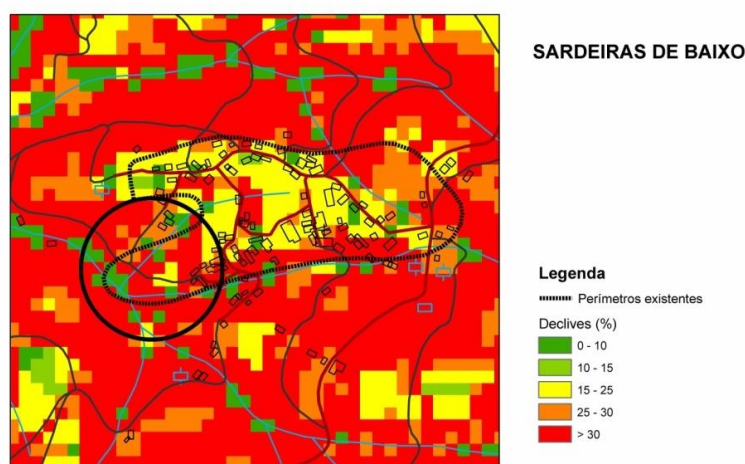 SARDEIRAS DE BAIXO
Legenda
Perímetros existentes
Declives (%)
0 - 10
10 - 15
15 - 25
25 - 30
> 30